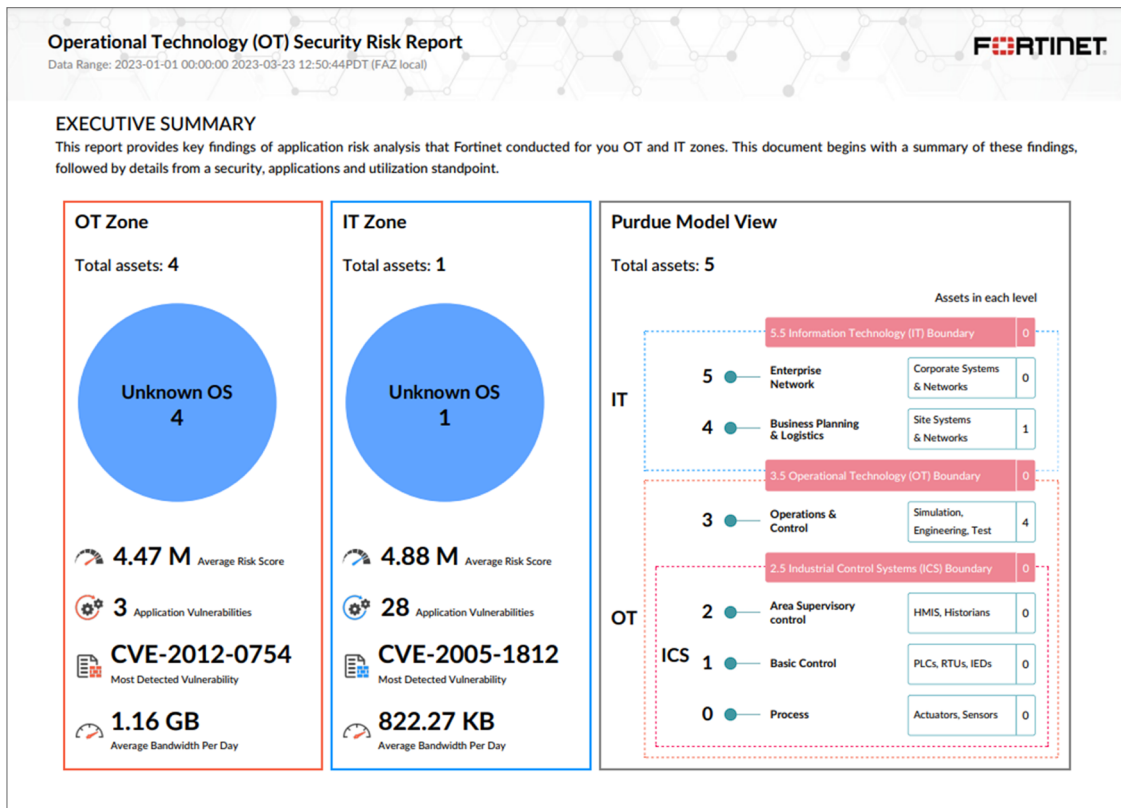 Operational Technology (OT) Security Risk Report
Data Range: 2023-01-01 00:00:00 2023-03-23 12:50:44PDT (FAZ local)
FORTINET
EXECUTIVE SUMMARY
This report provides key findings of application risk analysis that Fortinet conducted for you OT and IT zones. This document begins with a summary of these findings,
followed by details from a security, applications and utilization standpoint.
OT Zone
Total assets: 4
Unknown OS
4
4.47 M Average Risk Score
3 Application Vulnerabilities
CVE-2012-0754
Most Detected Vulnerability
1.16 GB
Average Bandwidth Per Day
IT Zone
Total assets: 1
Unknown OS
1
4.88 M Average Risk Score
28 Application Vulnerabilities
CVE-2005-1812
Most Detected Vulnerability
822.27 KB
Average Bandwidth Per Day
Purdue Model View
Total assets: 5
Assets in each level
5.5 Information Technology (IT) Boundary 0
IT
5 Enterprise
Network
Corporate Systems
& Networks
0
4 Business Planning
& Logistics
Site Systems
& Networks
1
3.5 Operational Technology (OT) Boundary 0
OT
3 Operations &
Control
Simulation,
Engineering, Test
4
2.5 Industrial Control Systems (ICS) Boundary 0
ICS
2 Area Supervisory
control
HMIS, Historians 0
1 Basic Control PLCs, RTUs, IEDs 0
0 Process Actuators, Sensors 0